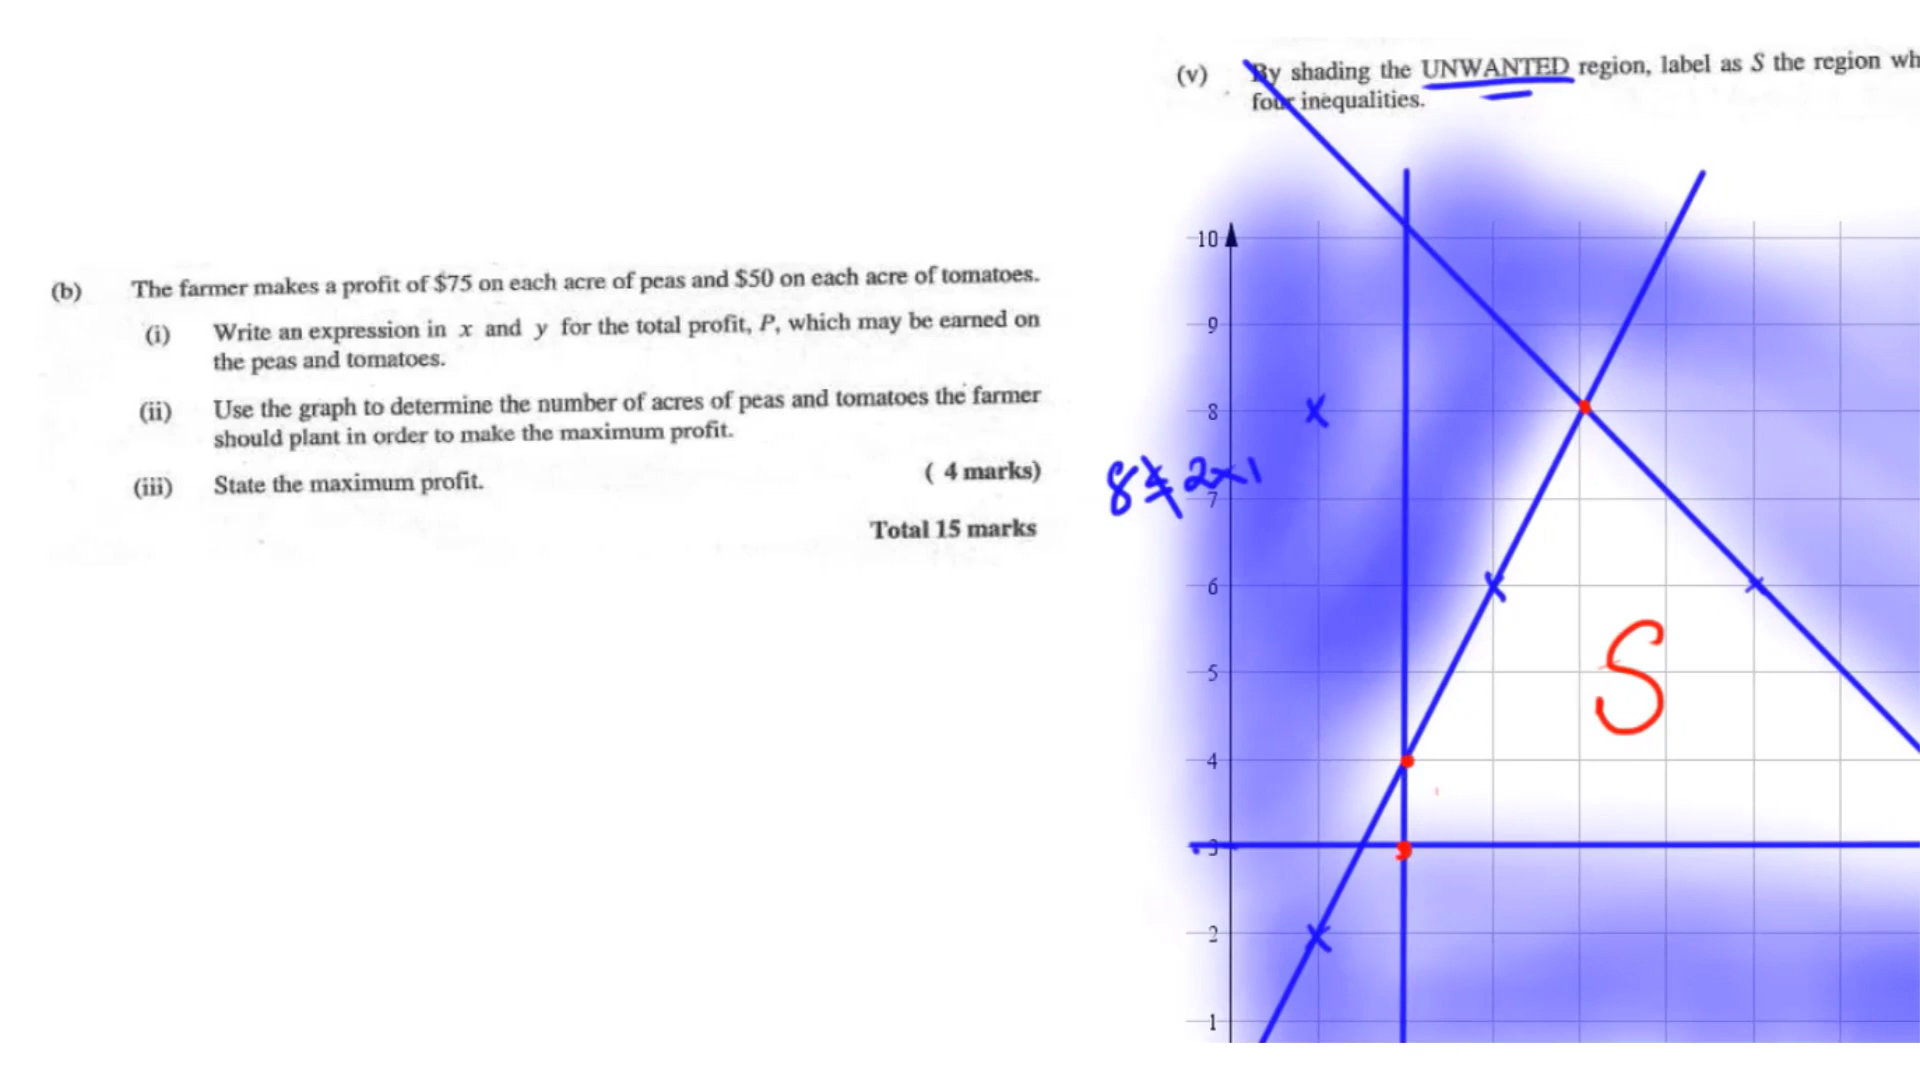 (b) The farmer makes a profit of $75 on each acre of peas and $50 on each acre of tomatoes.
(i) Write an expression in x and y for the total profit, P, which may be earned on
the peas and tomatoes.
(ii) Use the graph to determine the number of acres of peas and tomatoes the farmer
should plant in order to make the maximum profit.
(iii) State the maximum profit.
( 4 marks)
Total 15 marks
(v) By shading the UNWANTED region, label as S the region wh
four inequalities.
10
9
8
8 ≰ 2×1
7
6
5
S
4
3
2
1